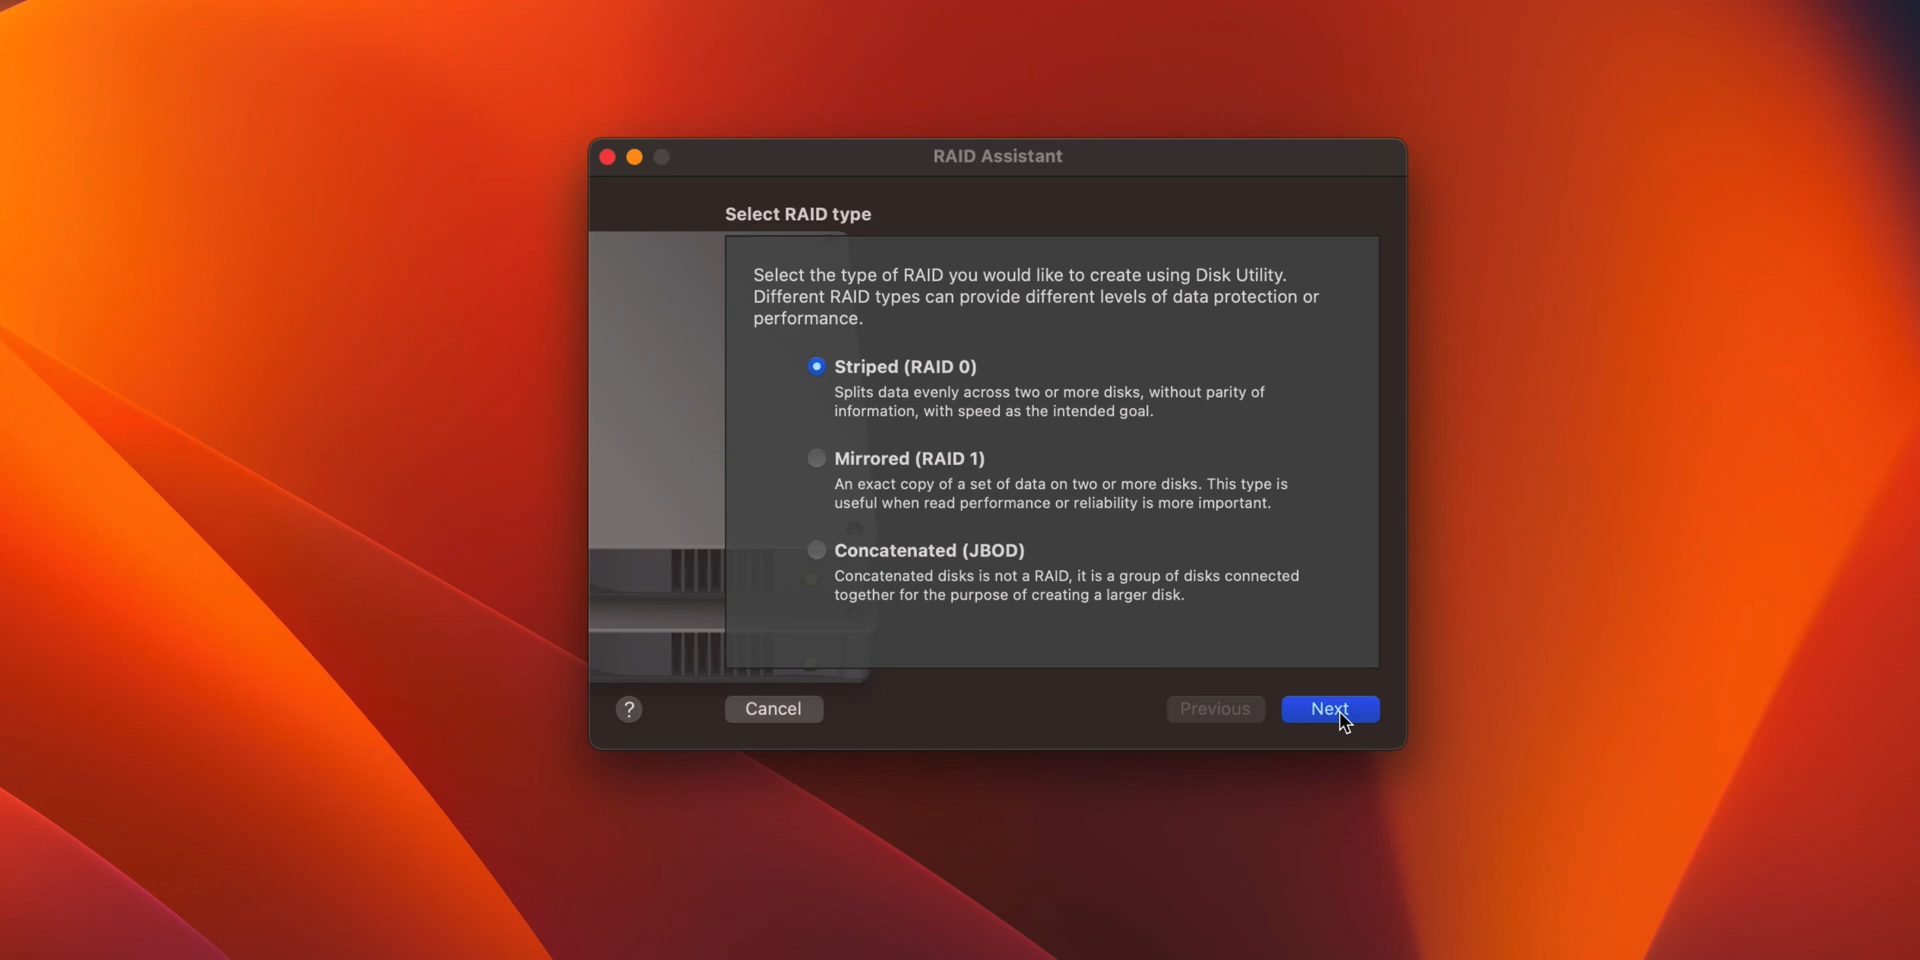 RAID Assistant
Select RAID type
Select the type of RAID you would like to create using Disk Utility.
Different RAID types can provide different levels of data protection or
performance.
Striped (RAID 0)
Splits data evenly across two or more disks, without parity of
information, with speed as the intended goal.
Mirrored (RAID 1)
An exact copy of a set of data on two or more disks. This type is
useful when read performance or reliability is more important.
Concatenated (JBOD)
Concatenated disks is not a RAID, it is a group of disks connected
together for the purpose of creating a larger disk.
? Cancel Previous Next